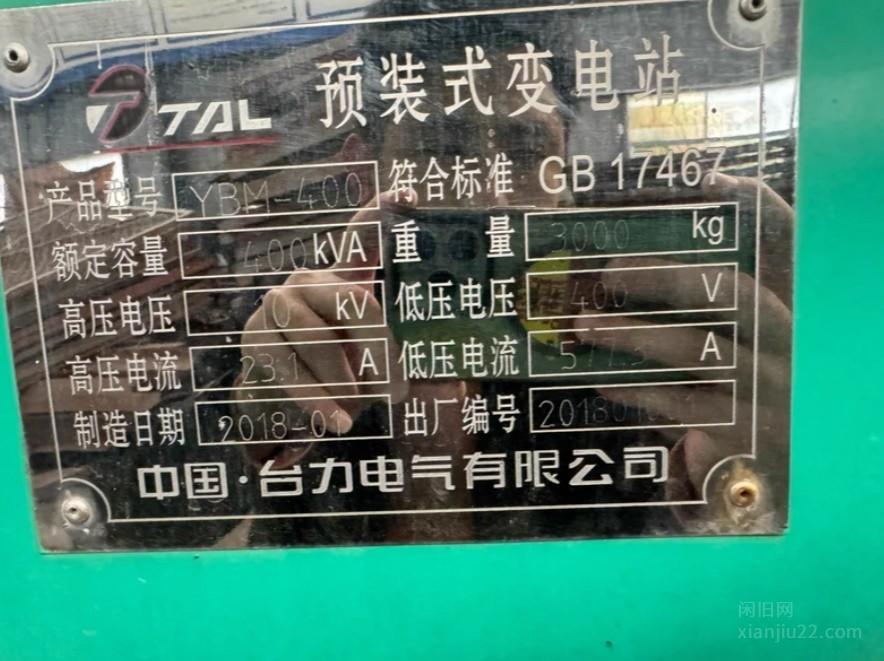 TAL 预装式变电站
产品型号 YBM-400 符合标准 GB 17467
额定容量 400 kVA 重量 3000 kg
高压电压 10 kV 低压电压 400 V
高压电流 23.1 A 低压电流 577.3 A
制造日期 2018-01 出厂编号
中国·台力电气有限公司
闲旧网
xianjiu22.com